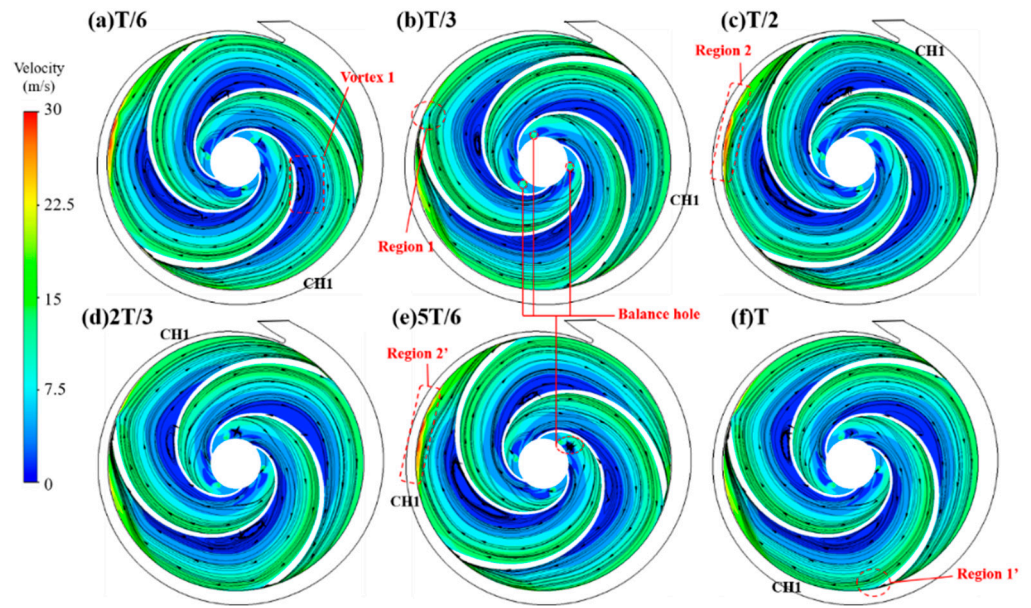 (a)T/6
(b)T/3
(c)T/2
Velocity
(m/s)
30
22.5
15
7.5
0
Vortex 1
CH1
Region 1
CH1
Region 2
CH1
Balance hole
(d)2T/3
(e)5T/6
(f)T
CH1
Region 2’
CH1
CH1
Region 1’